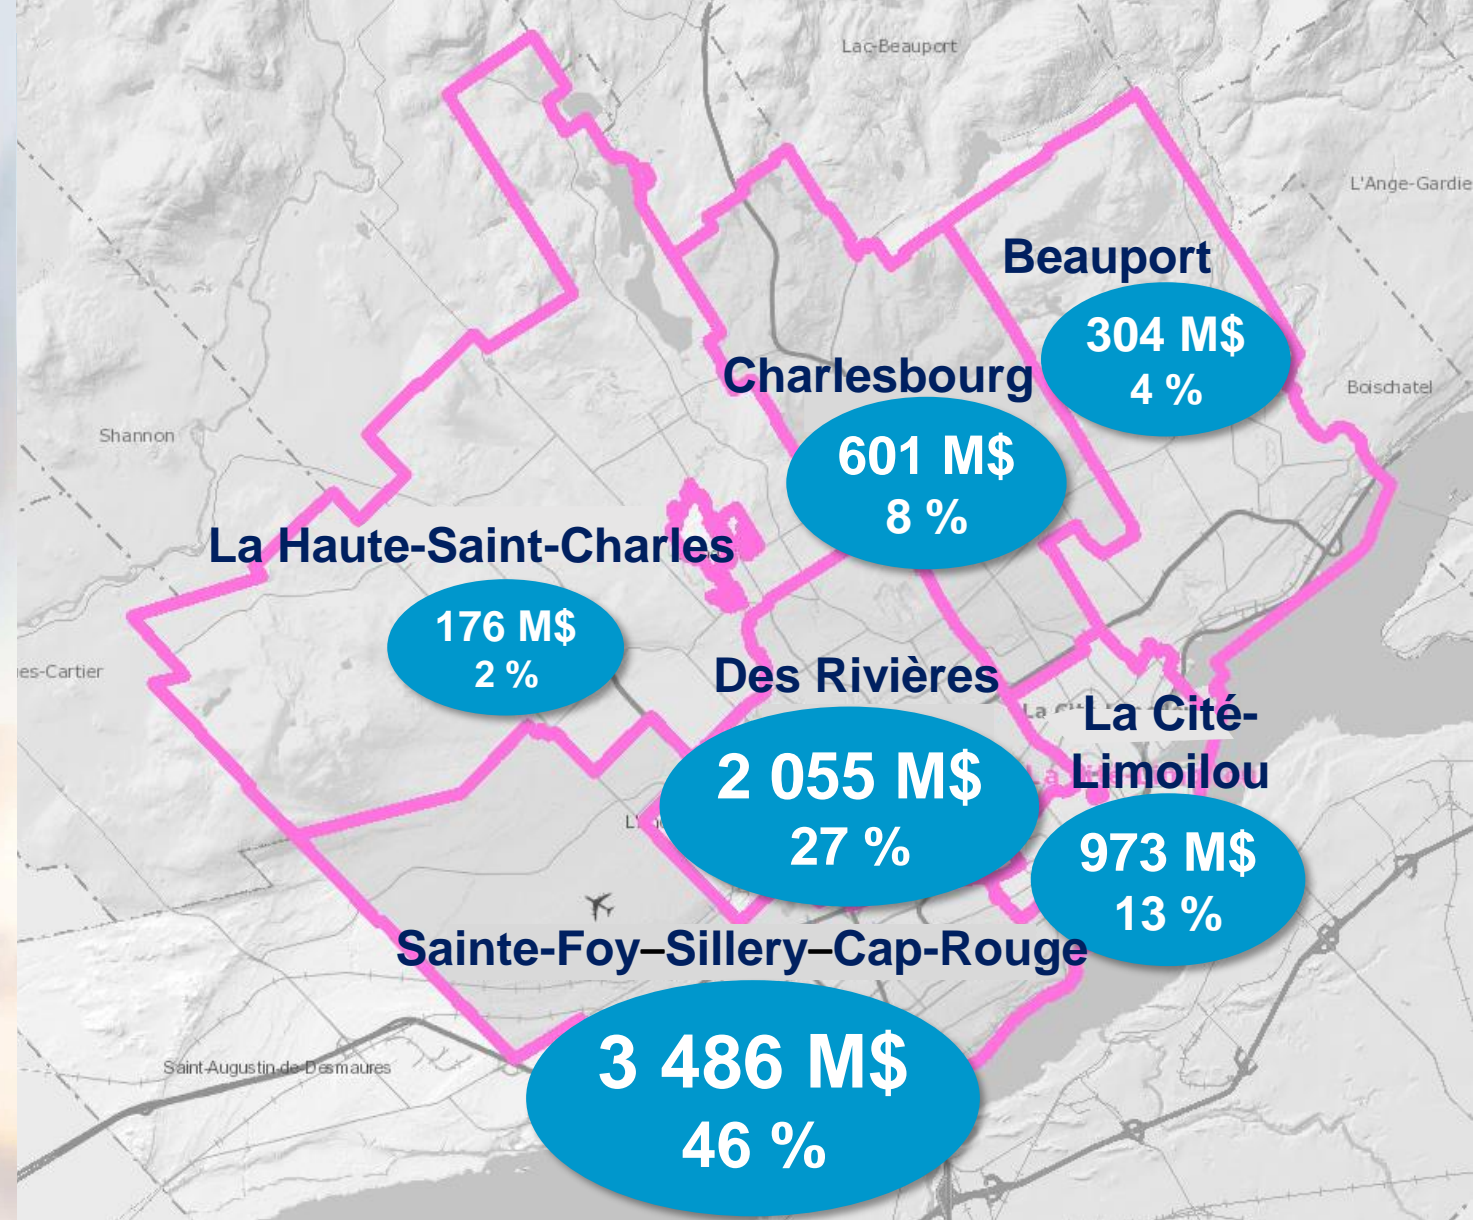 Lac-Beauport
L'Ange-Gardie
Beauport
304 M$
4 %
Charlesbourg
Boischatel
601 M$
8 %
Shannon
La Haute-Saint-Charles
176 M$
2 %
es-Cartier
Des Rivières
La Cité-
Limoilou
2 055 M$
27 %
973 M$
13 %
Sainte-Foy–Sillery–Cap-Rouge
3 486 M$
46 %
Saint-Augustin-de-Desmaures